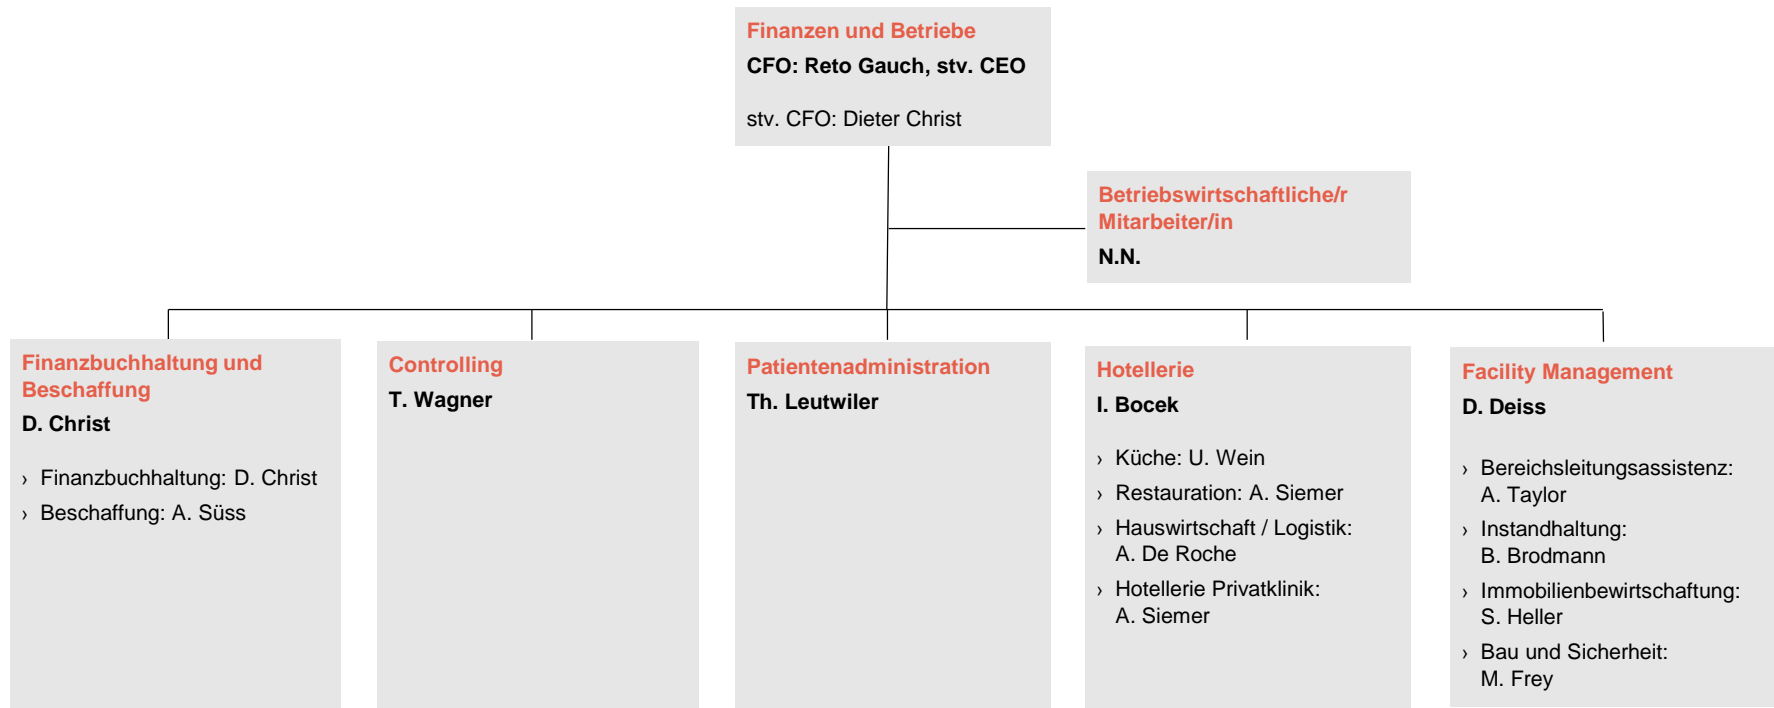 Finanzen und Betriebe
CFO: Reto Gauch, stv. CEO
stv. CFO: Dieter Christ
Betriebswirtschaftliche/r
Mitarbeiter/in
N.N.
Finanzbuchhaltung und
Beschaffung
D. Christ
› Finanzbuchhaltung: D. Christ
› Beschaffung: A. Süss
Controlling
T. Wagner
Patientenadministration
Th. Leutwiler
Hotellerie
I. Bocek
› Küche: U. Wein
› Restauration: A. Siemer
› Hauswirtschaft / Logistik:
A. De Roche
› Hotellerie Privatklinik:
A. Siemer
Facility Management
D. Deiss
› Bereichsleitungsassistenz:
A. Taylor
› Instandhaltung:
B. Brodmann
› Immobilienbewirtschaftung:
S. Heller
› Bau und Sicherheit:
M. Frey